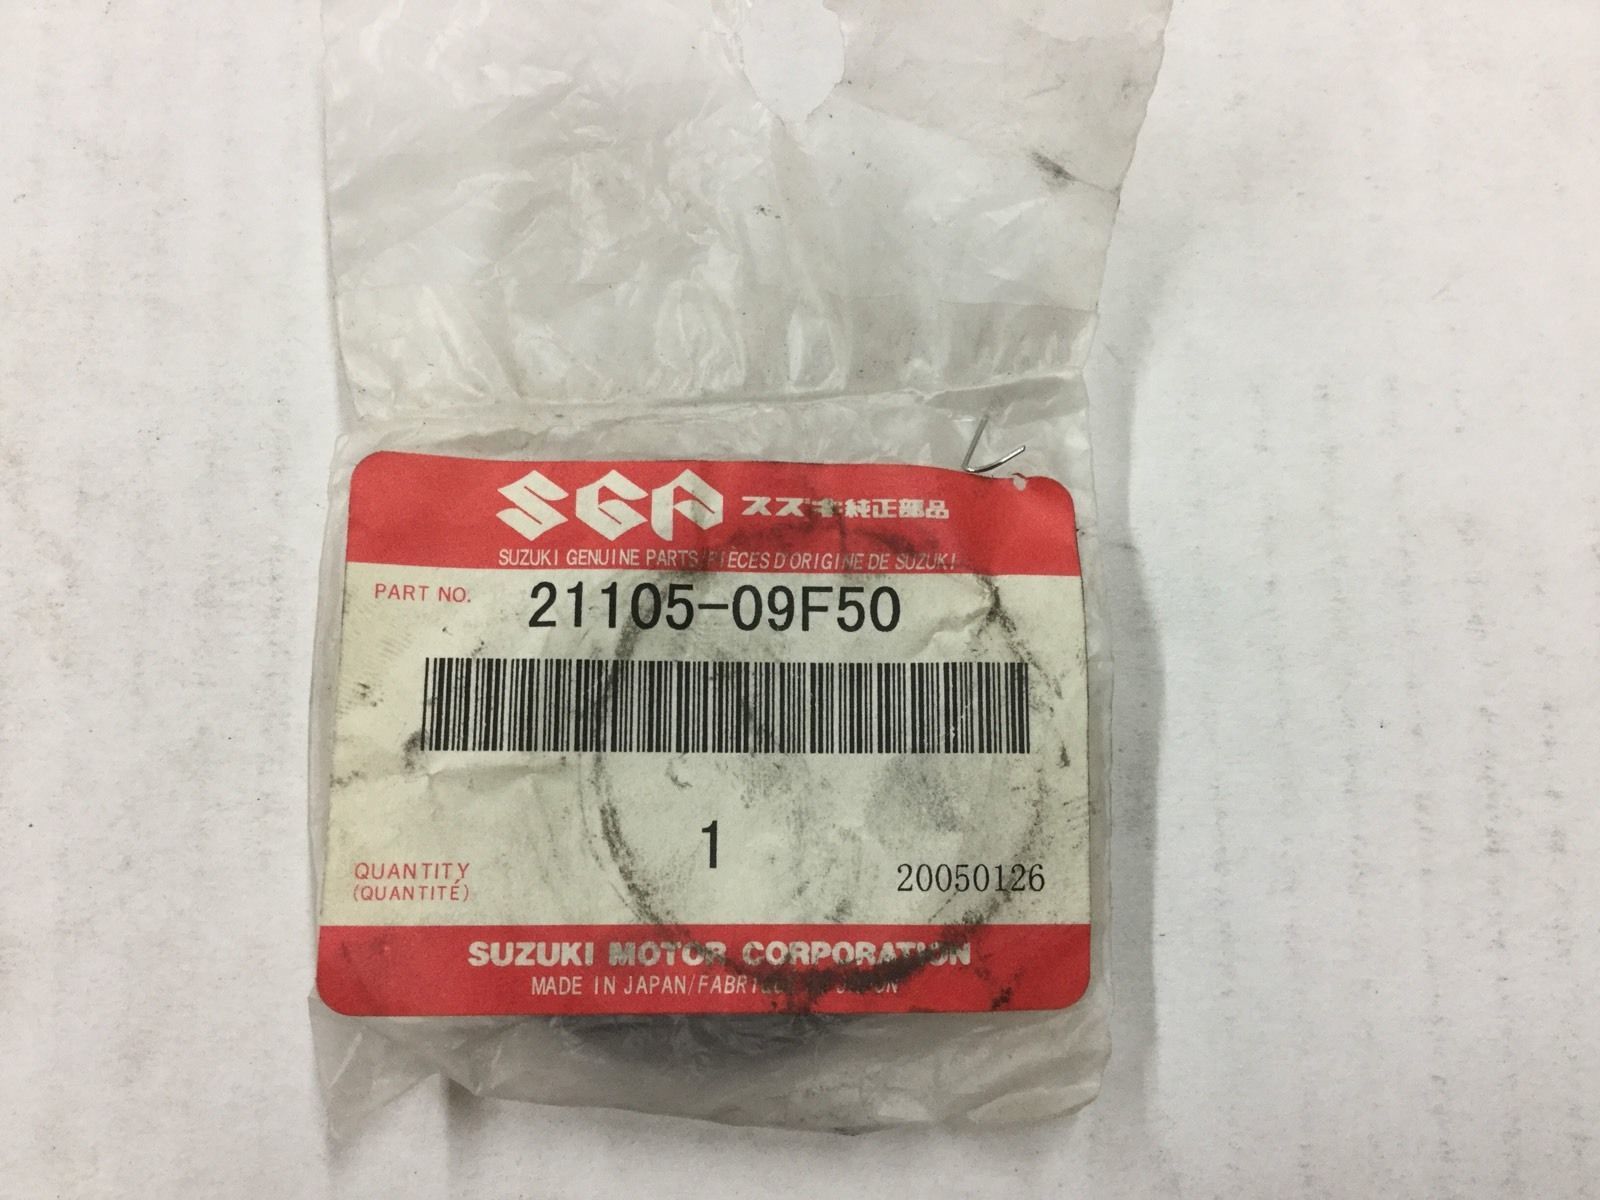 SGP スズキ純正部品
SUZUKI GENUINE PARTS/PIÈCES D'ORIGINE DE SUZUKI
PART NO. 21105-09F50
1
QUANTITY
(QUANTITÉ)
20050126
SUZUKI MOTOR CORPORATION
MADE IN JAPAN/FABRIQUÉ AU JAPON